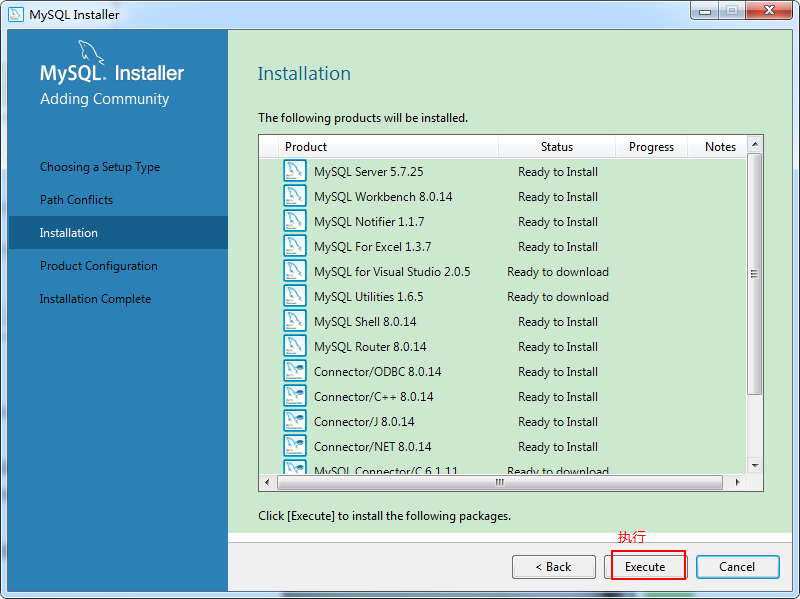 MySQL Installer
MySQL. Installer
Adding Community
Choosing a Setup Type
Path Conflicts
Installation
Product Configuration
Installation Complete
Installation
The following products will be installed.
Product Status Progress Notes
MySQL Server 5.7.25 Ready to Install
MySQL Workbench 8.0.14 Ready to Install
MySQL Notifier 1.1.7 Ready to Install
MySQL For Excel 1.3.7 Ready to Install
MySQL for Visual Studio 2.0.5 Ready to download
MySQL Utilities 1.6.5 Ready to download
MySQL Shell 8.0.14 Ready to Install
MySQL Router 8.0.14 Ready to Install
Connector/ODBC 8.0.14 Ready to Install
Connector/C++ 8.0.14 Ready to Install
Connector/J 8.0.14 Ready to Install
Connector/NET 8.0.14 Ready to Install
MySQL Connector/C 6.1.11 Ready to download
Click [Execute] to install the following packages.
执行
< Back Execute Cancel